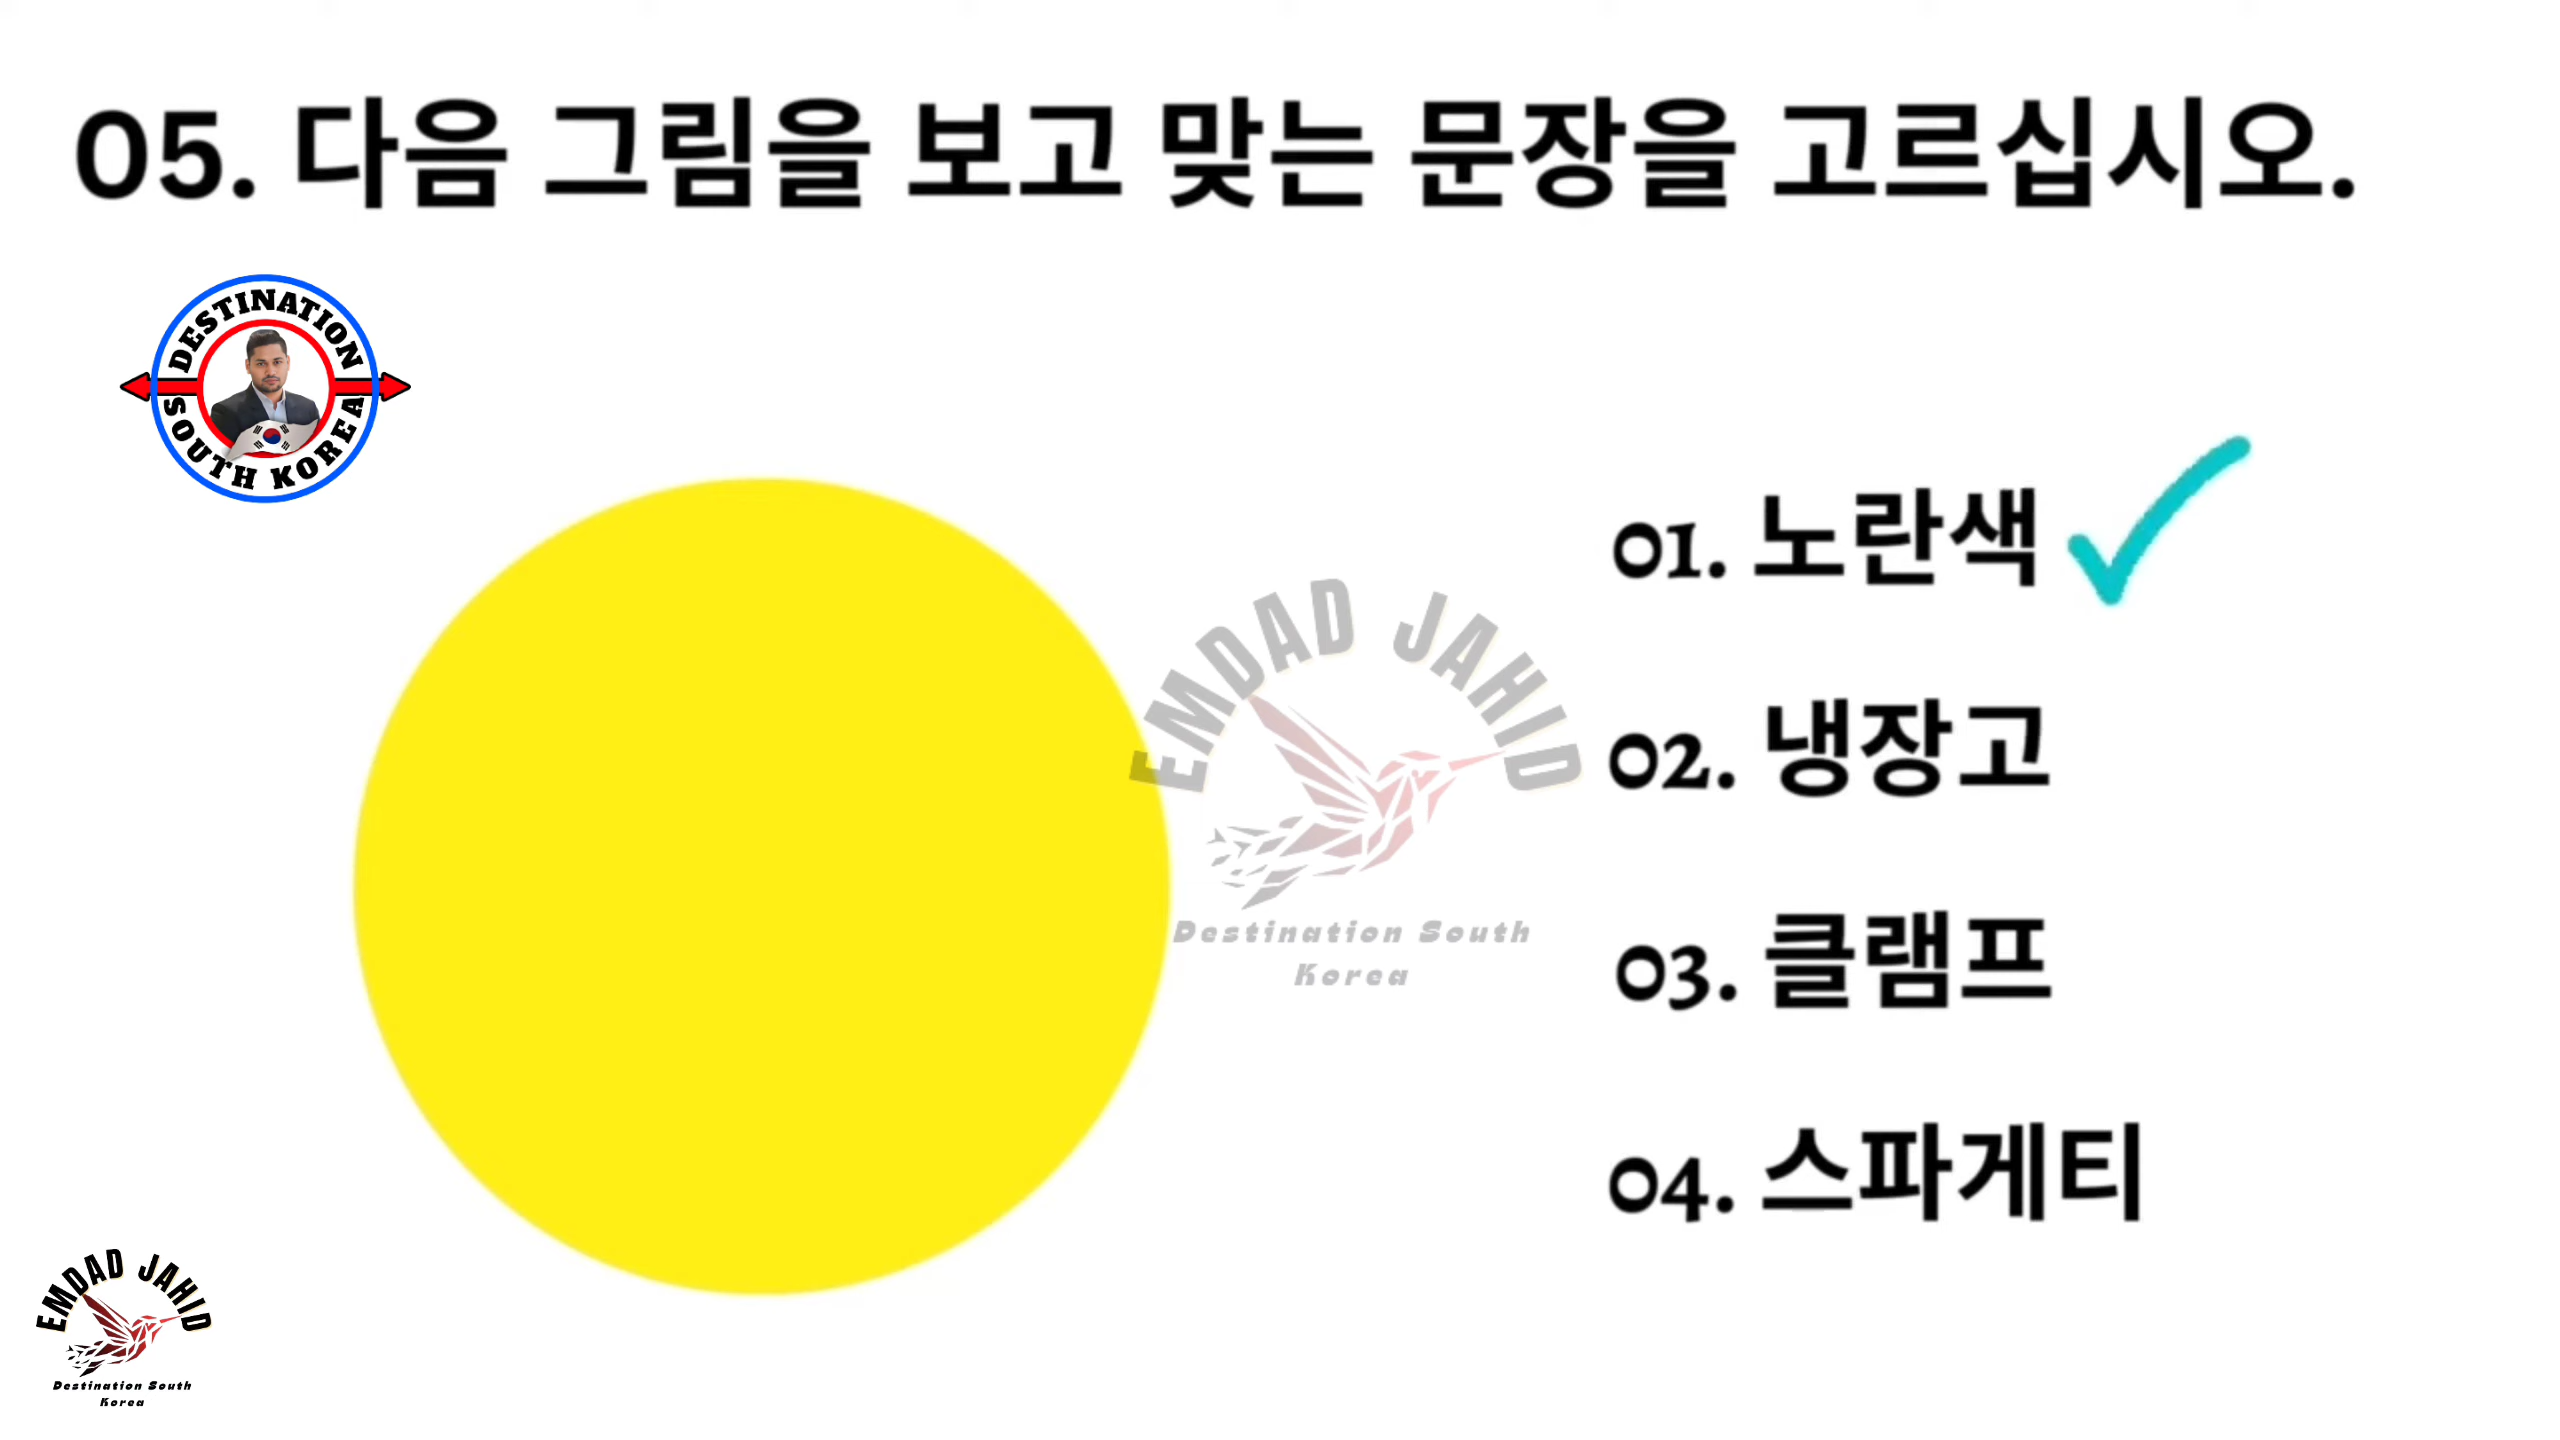 05. 다음 그림을 보고 맞는 문장을 고르십시오.
DESTINATION
SOUTH KOREA
01. 노란색
02. 냉장고
03. 클램프
04. 스파게티
EMDAD JAHID
Destination South
Korea
EMDAD JAHID
Destination South
Korea